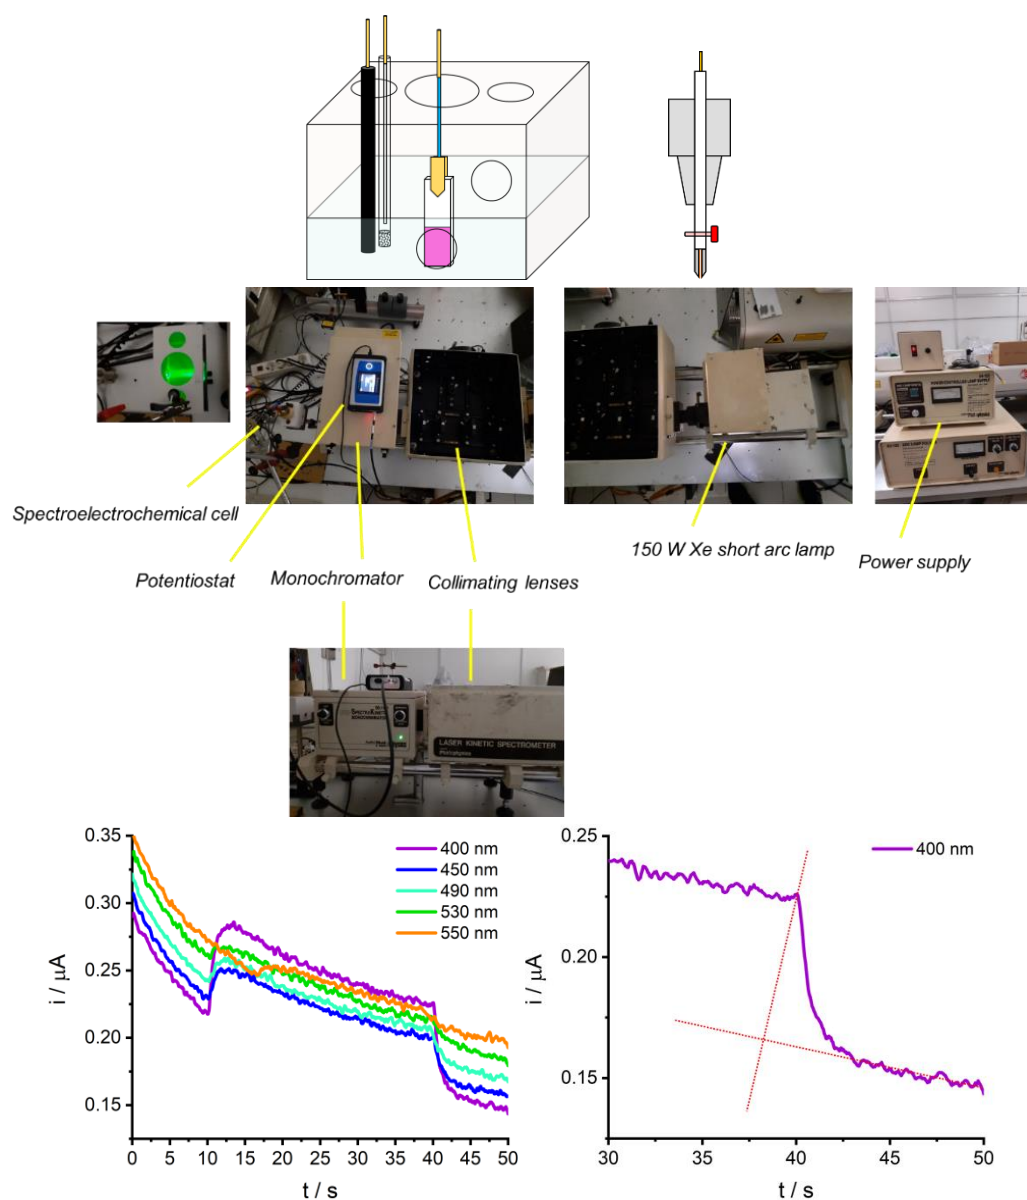 Spectroelectrochemical cell
Potentiostat
Monochromator
Collimating lenses
150 W Xe short arc lamp
Power supply
LASER KINETIC SPECTROMETER
0.35
0.30
0.25
0.20
0.15
i / μA
400 nm
450 nm
490 nm
530 nm
550 nm
0 5 10 15 20 25 30 35 40 45 50
t / s
0.25
0.20
0.15
i / μA
400 nm
30 35 40 45 50
t / s